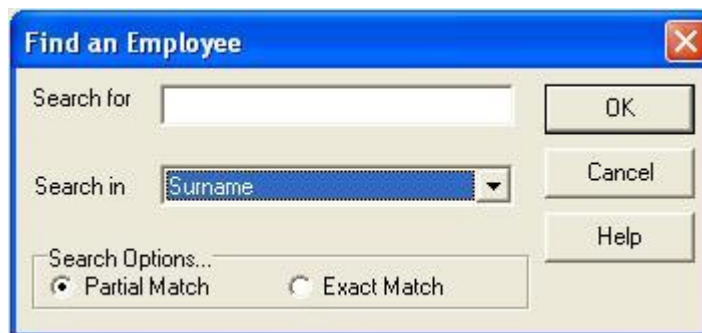 Find an Employee
Search for
OK
Search in
Surname
Cancel
Help
Search Options...
Partial Match
Exact Match